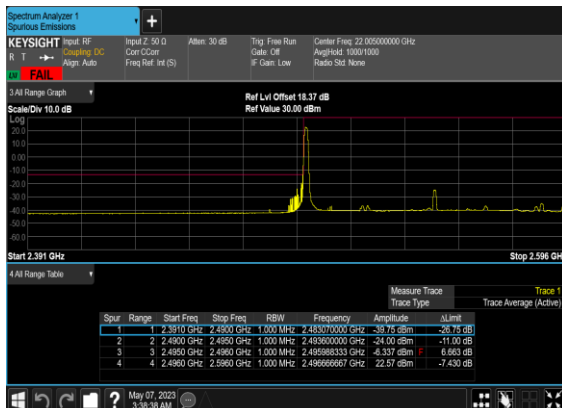 Spectrum Analyzer 1
Spurious Emissions
+
KEYSIGHT Input: RF Input Z: 50 Ω Atten: 30 dB Trig: Free Run Center Freq: 22.005000000 GHz
R T Coupling: DC Corr CCorr Gate: Off Avg|Hold: 1000/1000
Align: Auto Freq Ref: Int (S) IF Gain: Low Radio Std: None
FAIL
3 All Range Graph
Ref Lvl Offset 18.37 dB
Scale/Div 10.0 dB Ref Value 30.00 dBm
Log
20.0
10.0
0.00
-10.0
-20.0
-30.0
-40.0
-50.0
-60.0
Start 2.391 GHz Stop 2.596 GH
4 All Range Table
Measure Trace Trace 1
Trace Type Trace Average (Active)
Spur Range Start Freq Stop Freq RBW Frequency Amplitude ΔLimit
1 1 2.3910 GHz 2.4900 GHz 1.000 MHz 2.483070000 GHz -39.75 dBm -26.75 dB
2 2 2.4900 GHz 2.4950 GHz 1.000 MHz 2.493600000 GHz -24.00 dBm -11.00 dB
3 3 2.4950 GHz 2.4960 GHz 1.000 MHz 2.495988333 GHz -6.337 dBm F 6.663 dB
4 4 2.4960 GHz 2.5960 GHz 1.000 MHz 2.496666667 GHz 22.57 dBm -7.430 dB
? May 07, 2023
3:38:38 AM